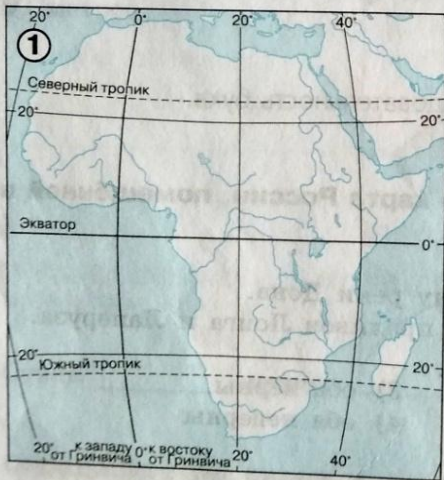 20° 0° 20° 40°
1
Северный тропик
20° 20°
Экватор
0°
20° 20°
Южный тропик
20° к западу от Гринвича 0° к востоку от Гринвича 20° 40°